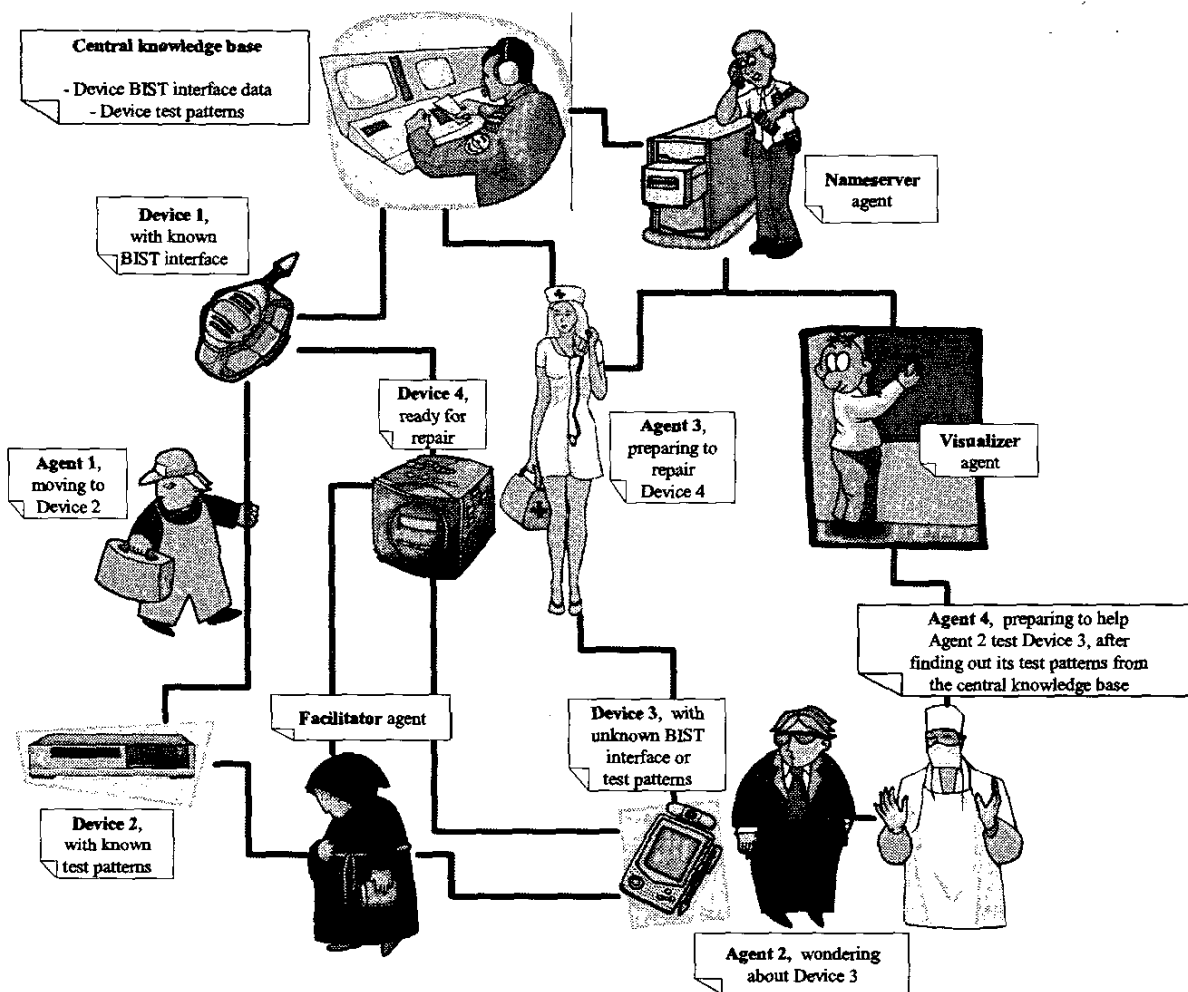 Central knowledge base
- Device BIST interface data
- Device test patterns
Nameserver
agent
Device 1,
with known
BIST interface
Device 4,
ready for
repair
Agent 3,
preparing to
repair
Device 4
Visualizer
agent
Agent 1,
moving to
Device 2
Agent 4, preparing to help
Agent 2 test Device 3, after
finding out its test patterns from
the central knowledge base
Facilitator agent
Device 3, with
unknown BIST
interface or
test patterns
Device 2,
with known
test patterns
Agent 2, wondering
about Device 3